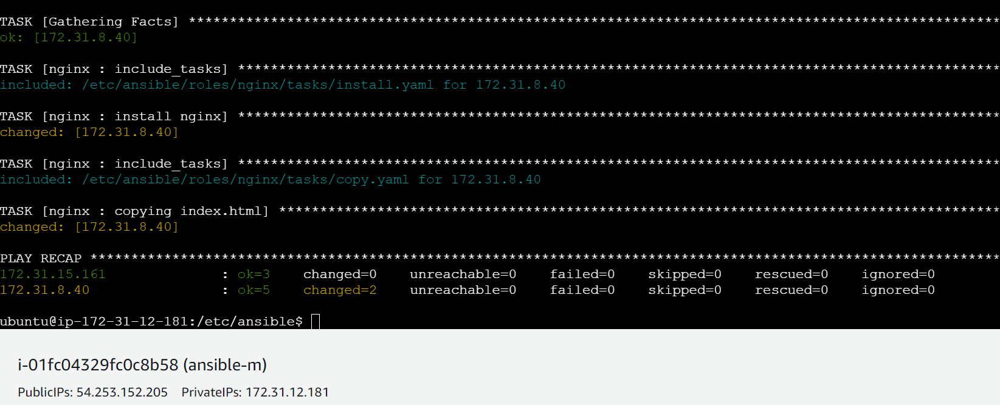 TASK [Gathering Facts] ***************************************************************************************************
ok: [172.31.8.40]
TASK [nginx : include_tasks] *********************************************************************************************
included: /etc/ansible/roles/nginx/tasks/install.yaml for 172.31.8.40
TASK [nginx : install nginx] *********************************************************************************************
changed: [172.31.8.40]
TASK [nginx : include_tasks] *********************************************************************************************
included: /etc/ansible/roles/nginx/tasks/copy.yaml for 172.31.8.40
TASK [nginx : copying index.html] ****************************************************************************************
changed: [172.31.8.40]
PLAY RECAP ***************************************************************************************************************
172.31.15.161 : ok=3 changed=0 unreachable=0 failed=0 skipped=0 rescued=0 ignored=0
172.31.8.40 : ok=5 changed=2 unreachable=0 failed=0 skipped=0 rescued=0 ignored=0
ubuntu@ip-172-31-12-181:/etc/ansible$
i-01fc04329fc0c8b58 (ansible-m)
PublicIPs: 54.253.152.205 PrivateIPs: 172.31.12.181